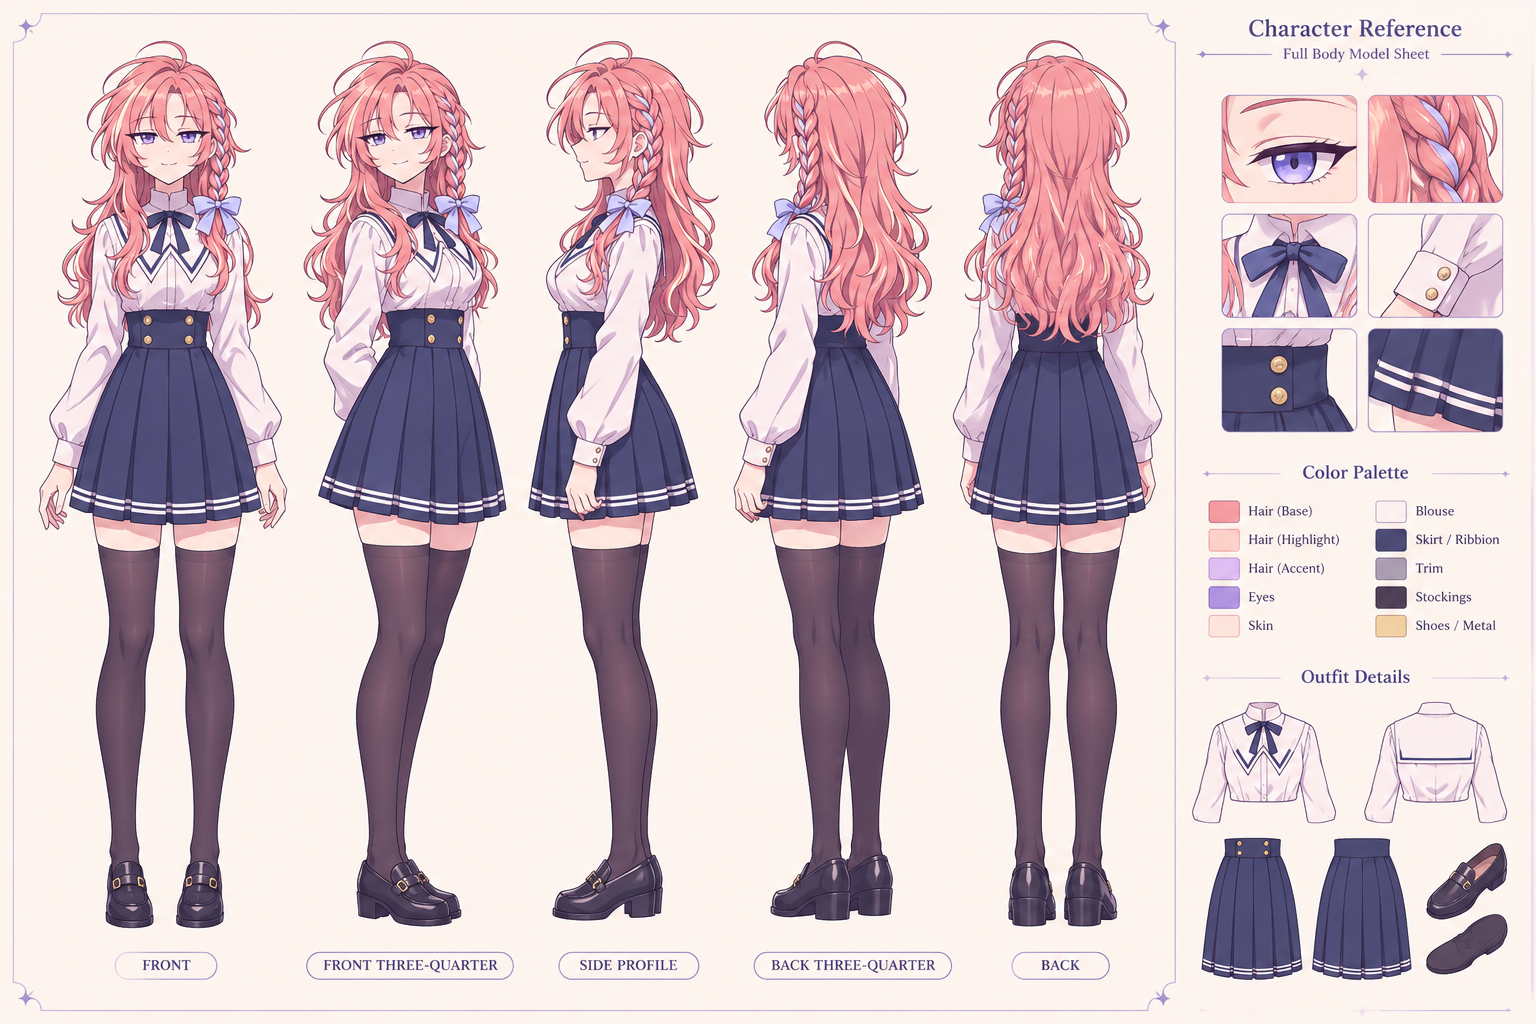 Character Reference
Full Body Model Sheet
Color Palette
Hair (Base)
Blouse
Hair (Highlight)
Skirt / Ribbion
Hair (Accent)
Trim
Eyes
Stockings
Skin
Shoes / Metal
Outfit Details
FRONT
FRONT THREE-QUARTER
SIDE PROFILE
BACK THREE-QUARTER
BACK